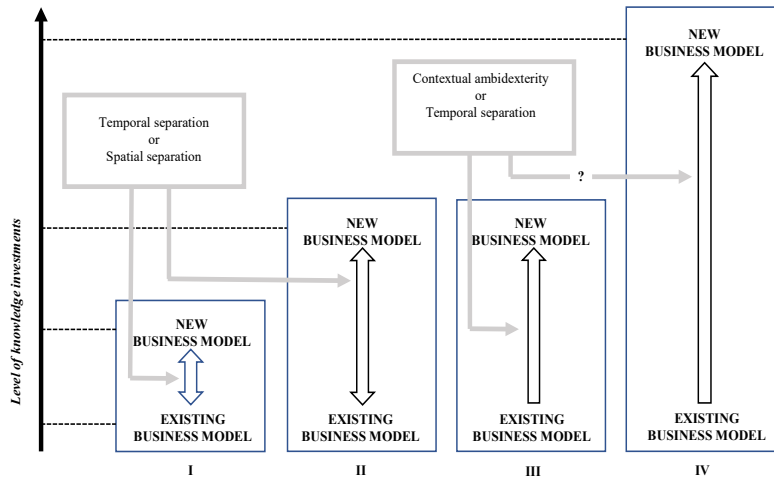 NEW
BUSINESS MODEL
Contextual ambidexterity
or
Temporal separation
Temporal separation
or
Spatial separation
?
NEW
BUSINESS MODEL
NEW
BUSINESS MODEL
NEW
BUSINESS MODEL
Level of knowledge investments
EXISTING
BUSINESS MODEL
EXISTING
BUSINESS MODEL
EXISTING
BUSINESS MODEL
EXISTING
BUSINESS MODEL
I
II
III
IV